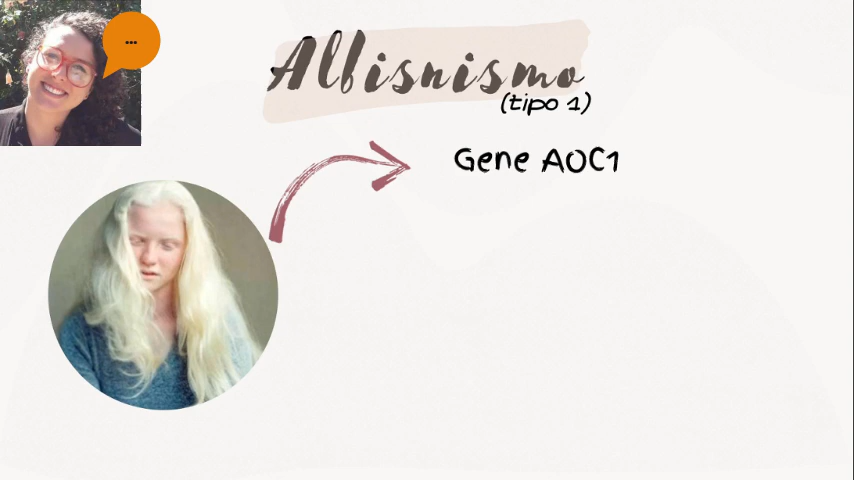 ...
Albisnismo
(tipo 1)
Gene AOC1